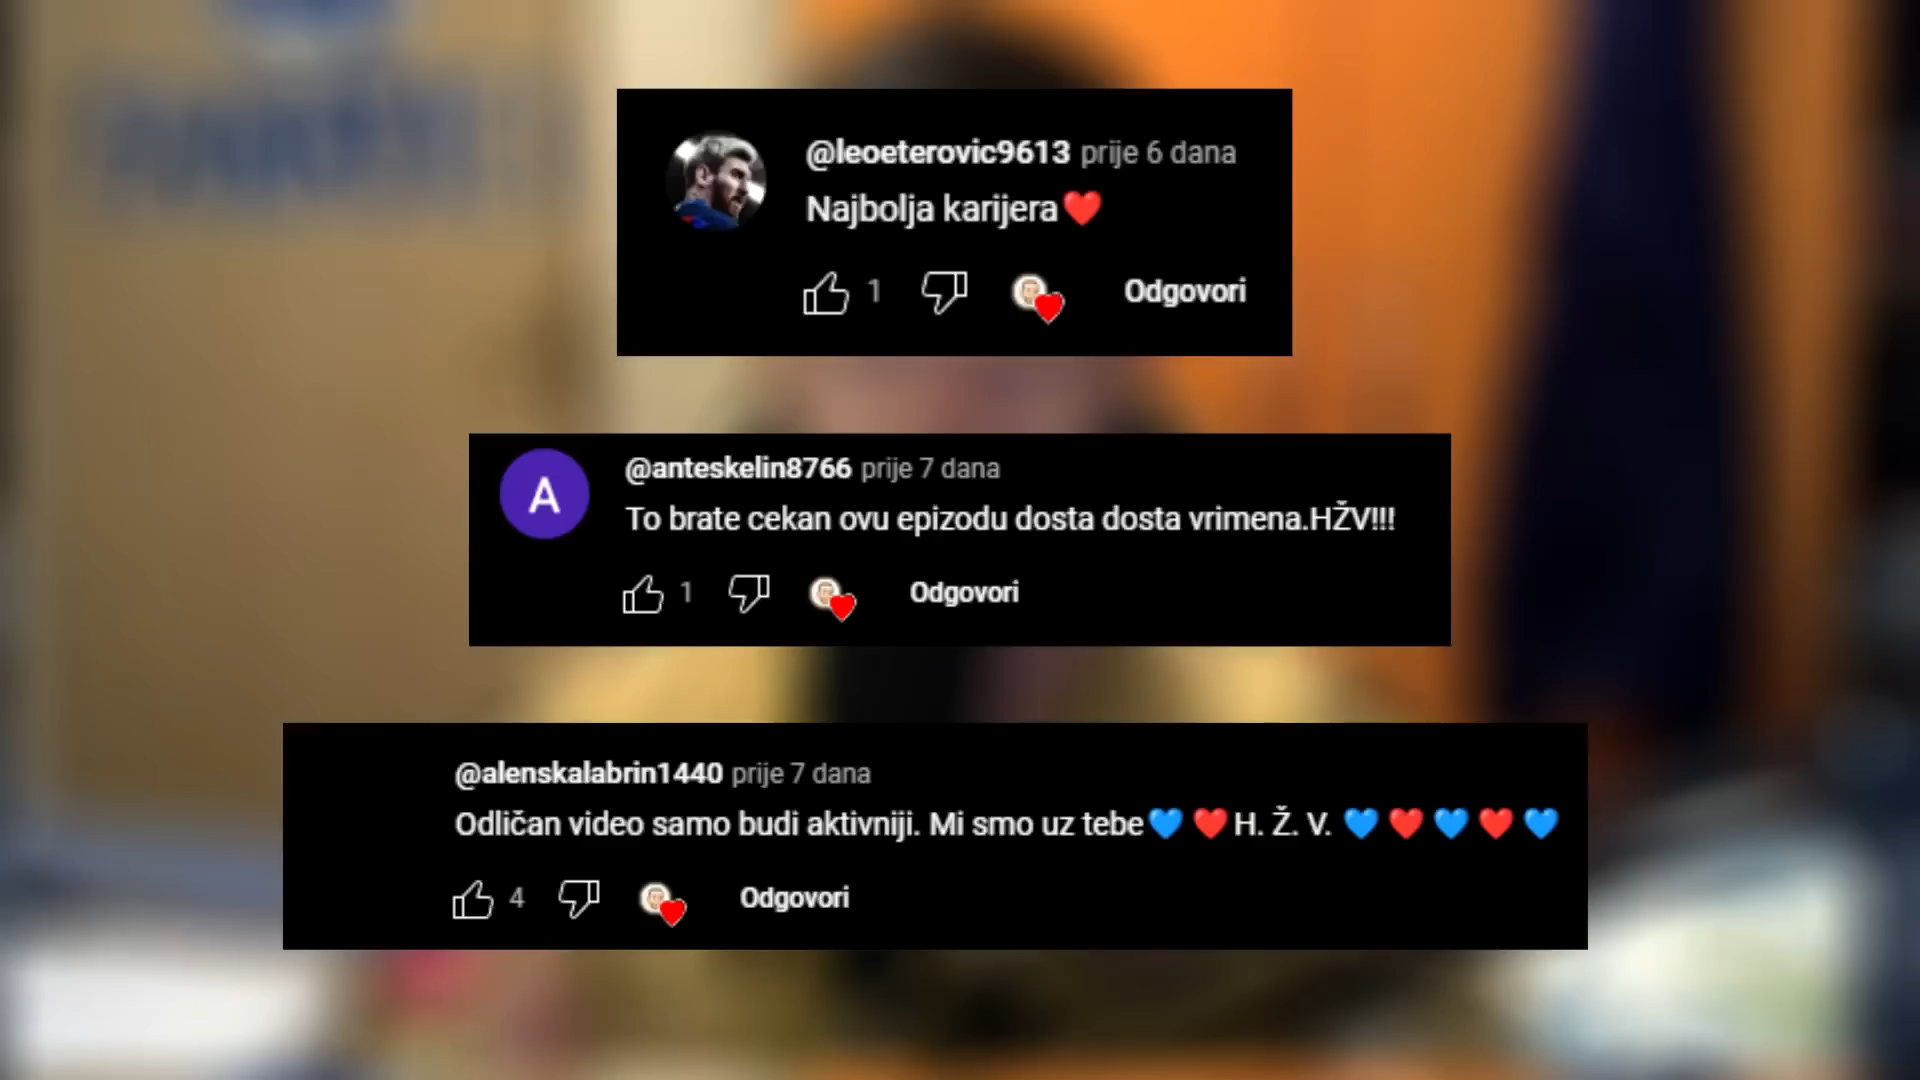 @leoeterovic9613 prije 6 dana
Najbolja karijera❤️
1 Odgovori
A
@anteskelin8766 prije 7 dana
To brate cekan ovu epizodu dosta dosta vrimena.HŽV!!!
1 Odgovori
@alenskalabrin1440 prije 7 dana
Odličan video samo budi aktivniji. Mi smo uz tebe💙❤️H. Ž. V. 💙❤️💙❤️💙
4 Odgovori